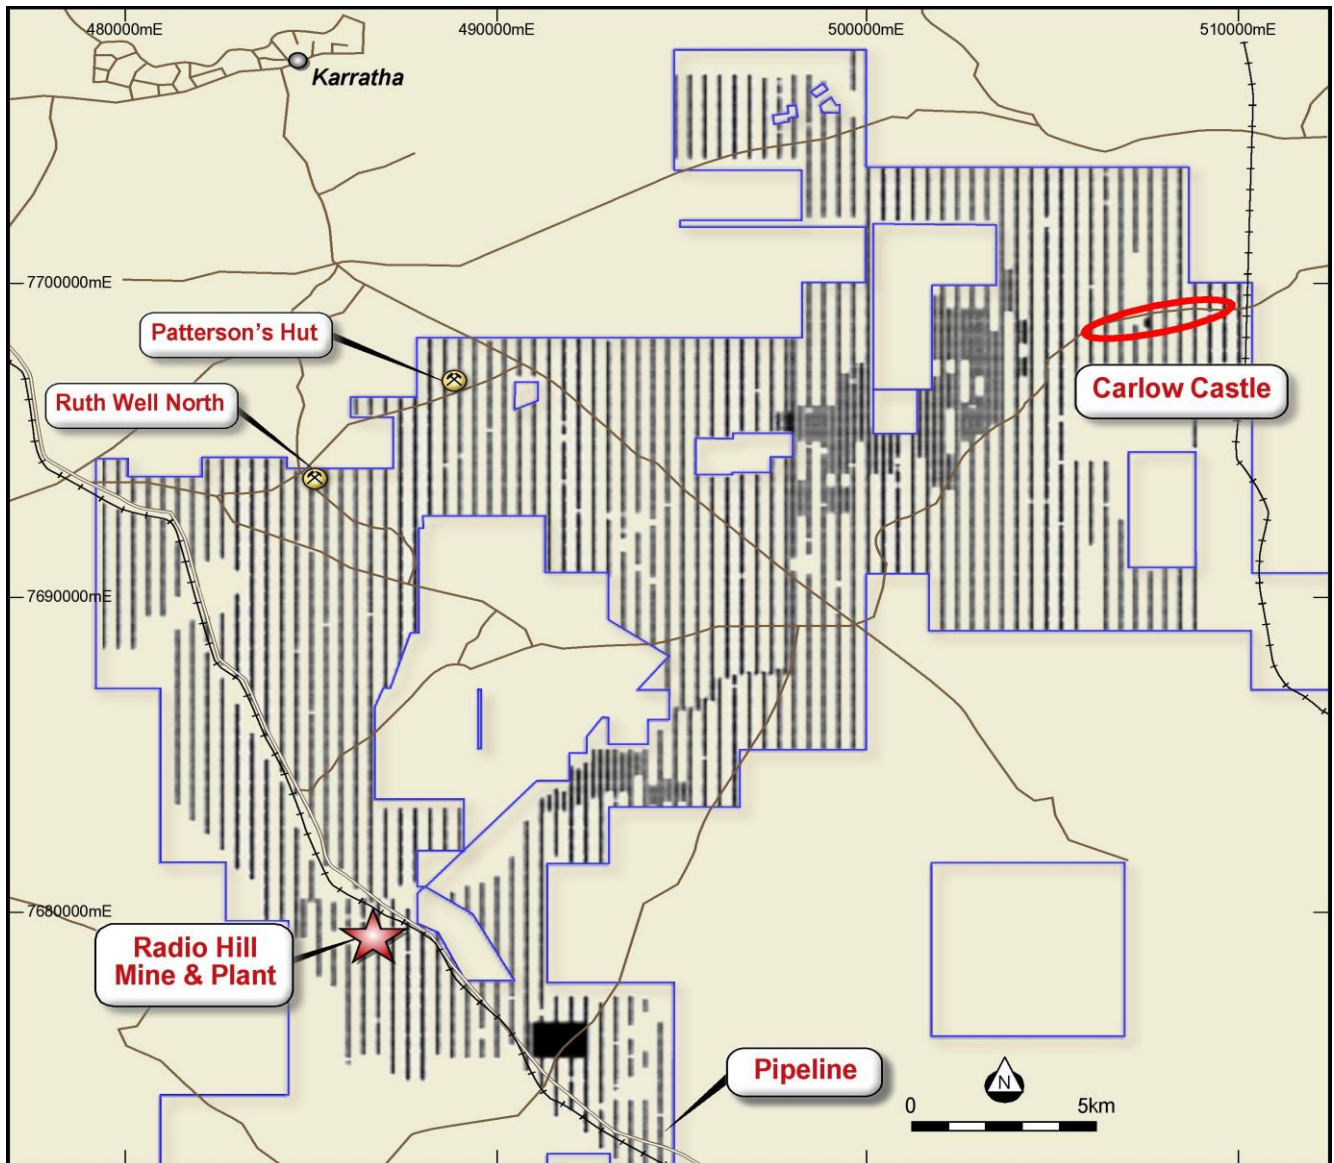 480000mE
490000mE
500000mE
510000mE
Karratha
7700000mE
Patterson's Hut
Ruth Well North
Carlow Castle
7690000mE
7680000mE
Radio Hill
Mine & Plant
Pipeline
N
0
5km